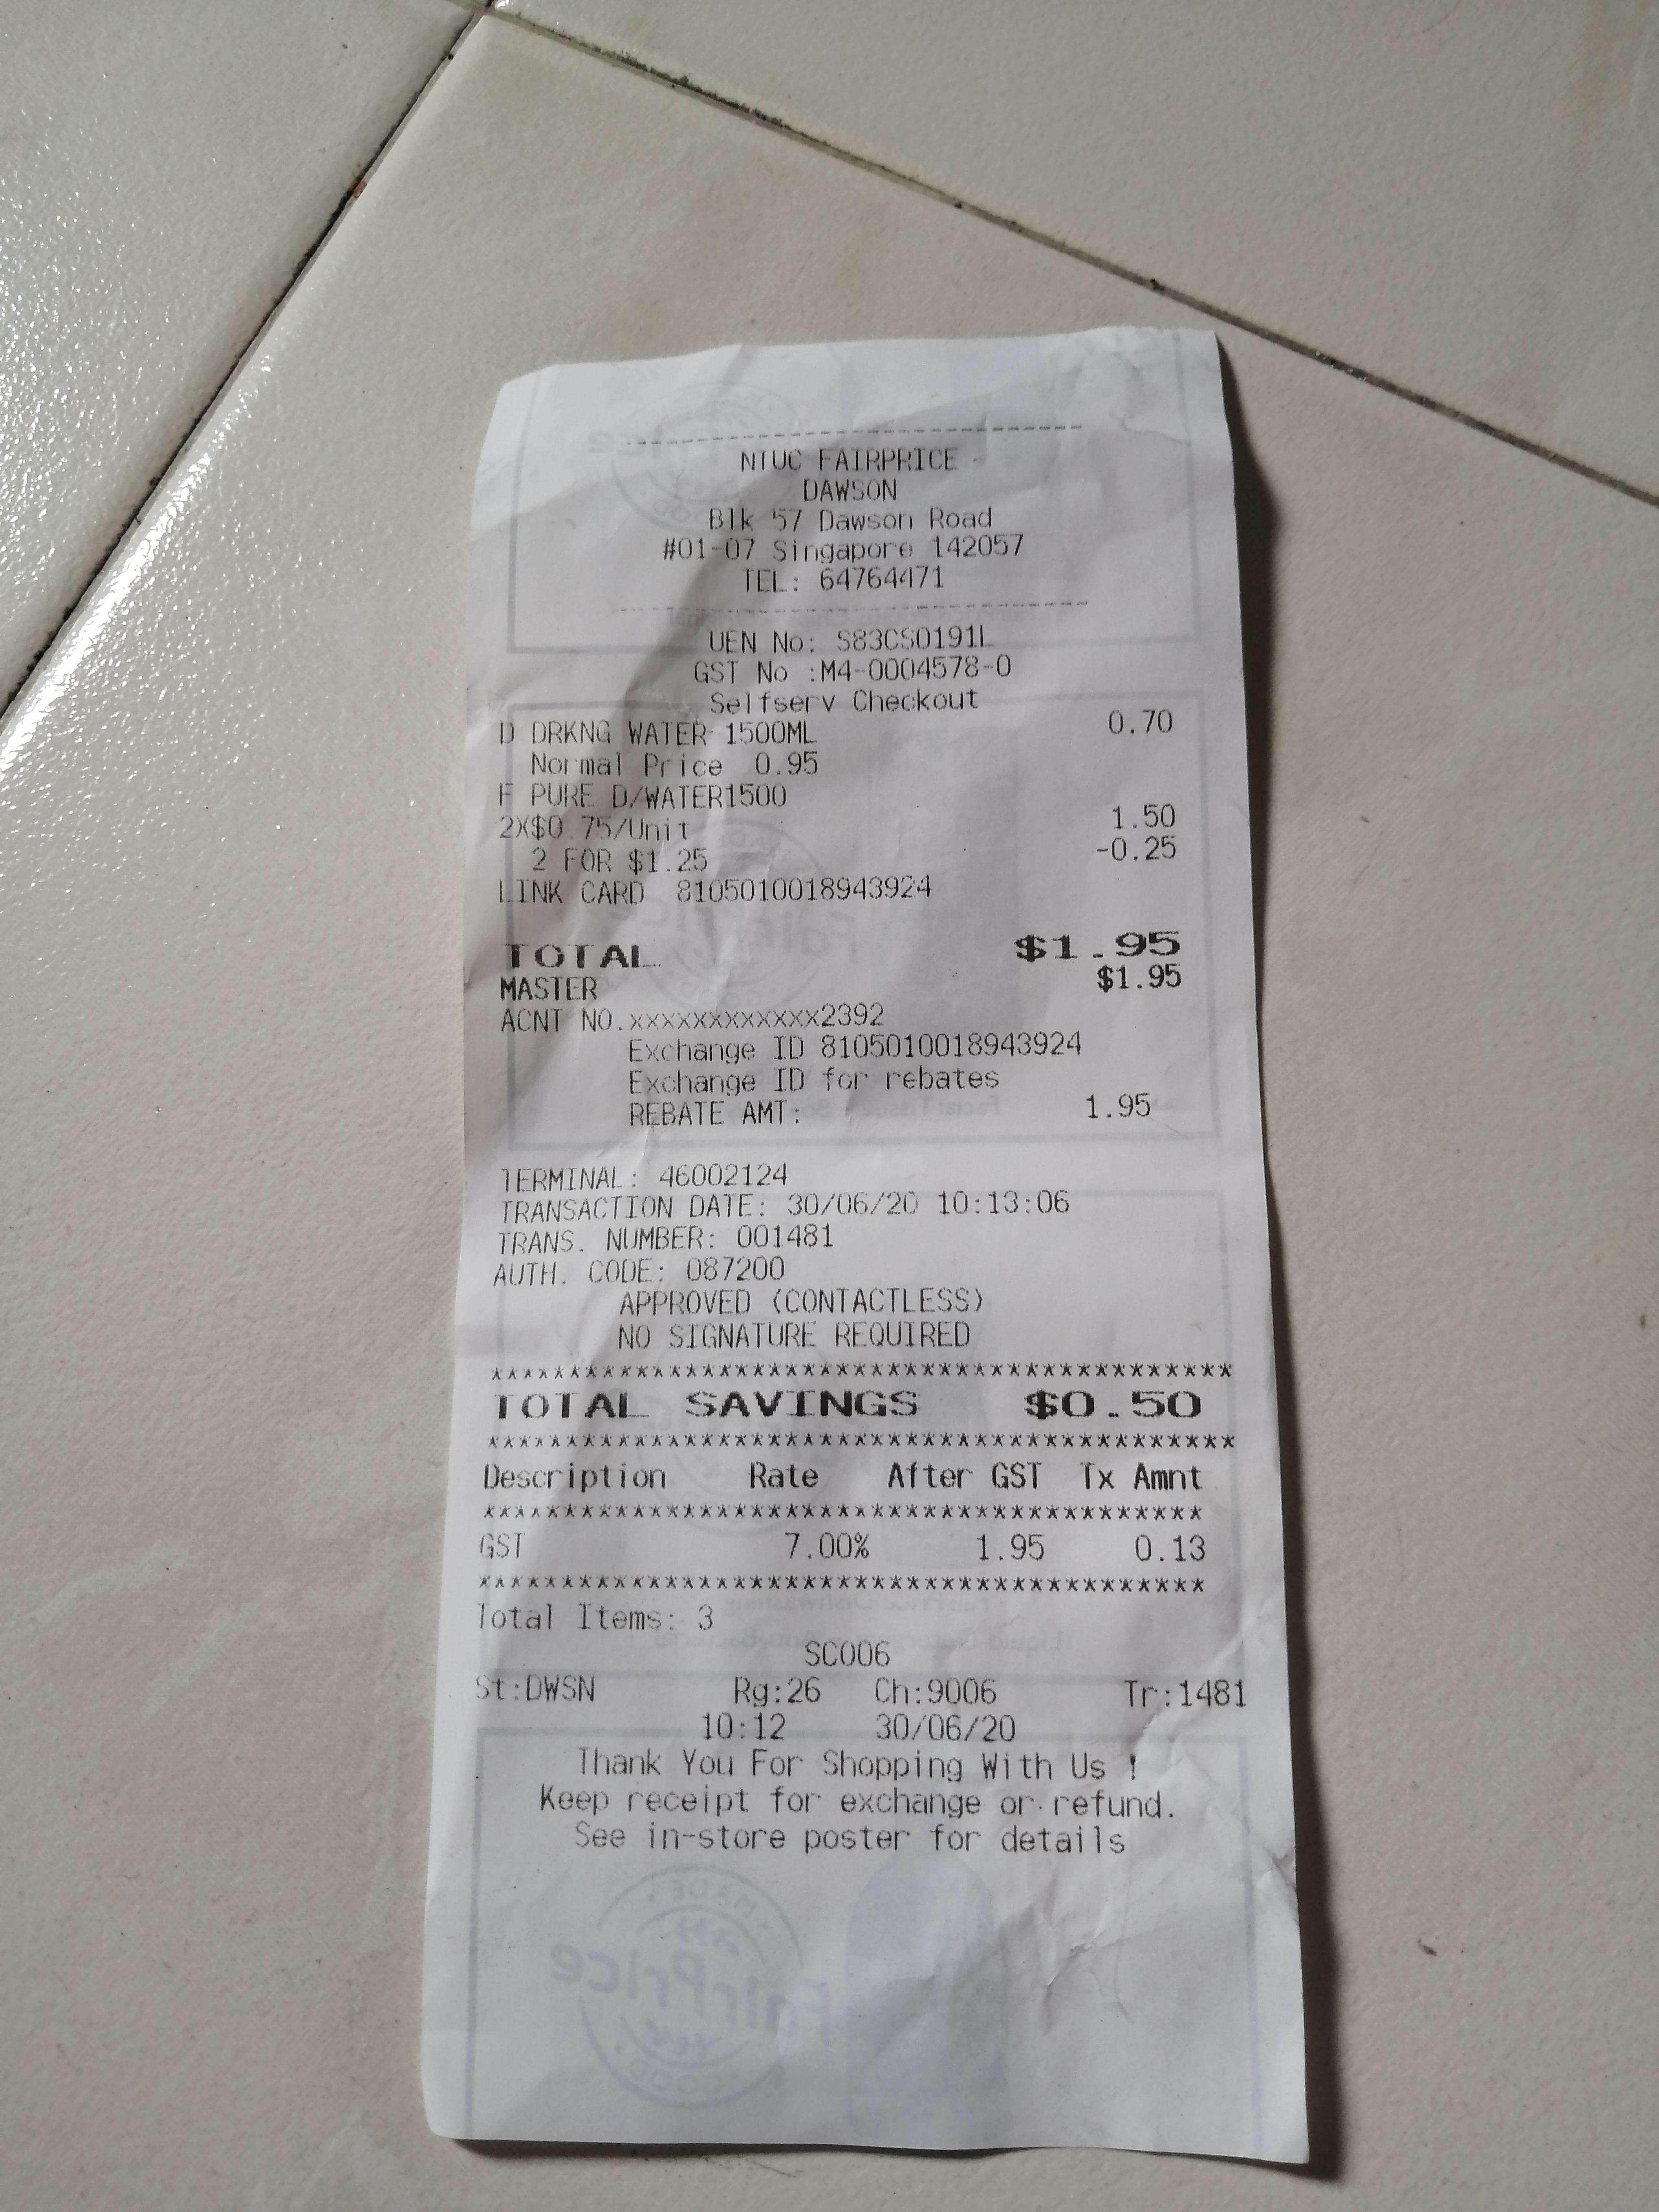 NTUC FAIRPRICE
DAWSON
Blk 57 Dawson Road
#01-07 Singapore 142057
TEL: 64764471
UEN No: S83CS0191L
GST No :M4-0004578-0
Selfserv Checkout
D DRKNG WATER 1500ML 0.70
Normal Price 0.95
F PURE D/WATER1500
2X$0.75/Unit 1.50
2 FOR $1.25 -0.25
LINK CARD 8105010018943924
TOTAL $1.95
MASTER $1.95
ACNT NO.xxxxxxxxxxxx2392
Exchange ID 8105010018943924
Exchange ID for rebates
REBATE AMT: 1.95
TERMINAL: 46002124
TRANSACTION DATE: 30/06/20 10:13:06
TRANS. NUMBER: 001481
AUTH. CODE: 087200
APPROVED (CONTACTLESS)
NO SIGNATURE REQUIRED
********************************************
TOTAL SAVINGS $0.50
********************************************
Description Rate After GST Tx Amnt
********************************************
GST 7.00% 1.95 0.13
********************************************
Total Items: 3
SC006
St:DWSN Rg:26 Ch:9006 Tr:1481
10:12 30/06/20
Thank You For Shopping With Us !
Keep receipt for exchange or refund.
See in-store poster for details
FairPrice